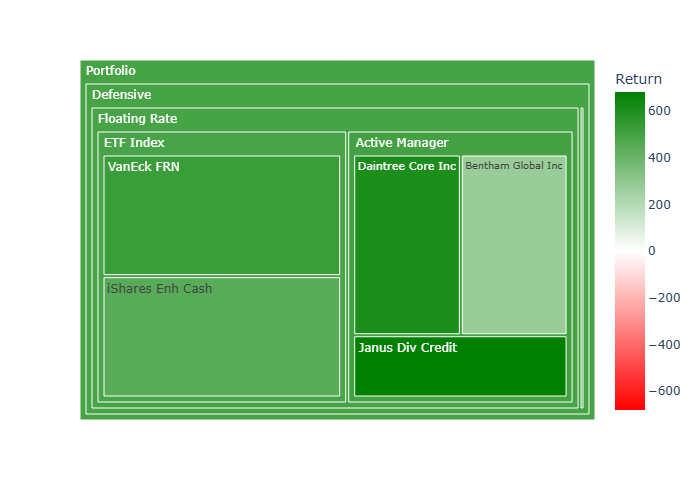 Portfolio
Defensive
Floating Rate
ETF Index
VanEck FRN
iShares Enh Cash
Active Manager
Daintree Core Inc
Bentham Global Inc
Janus Div Credit
Return
600
400
200
0
−200
−400
−600